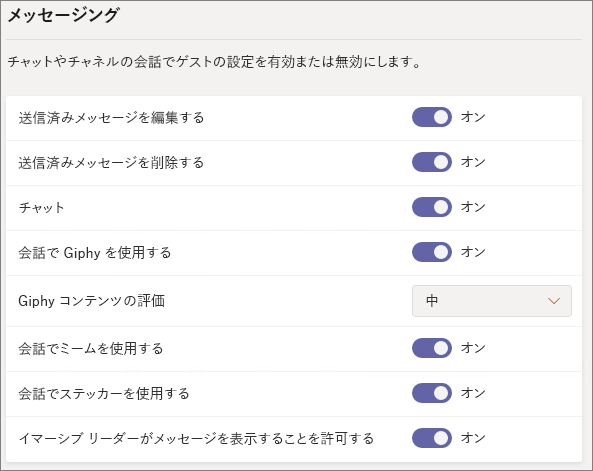 メッセージング
チャットやチャネルの会話でゲストの設定を有効または無効にします。
送信済みメッセージを編集する オン
送信済みメッセージを削除する オン
チャット オン
会話で Giphy を使用する オン
Giphy コンテンツの評価 中
会話でミームを使用する オン
会話でステッカーを使用する オン
イマーシブ リーダーがメッセージを表示することを許可する オン